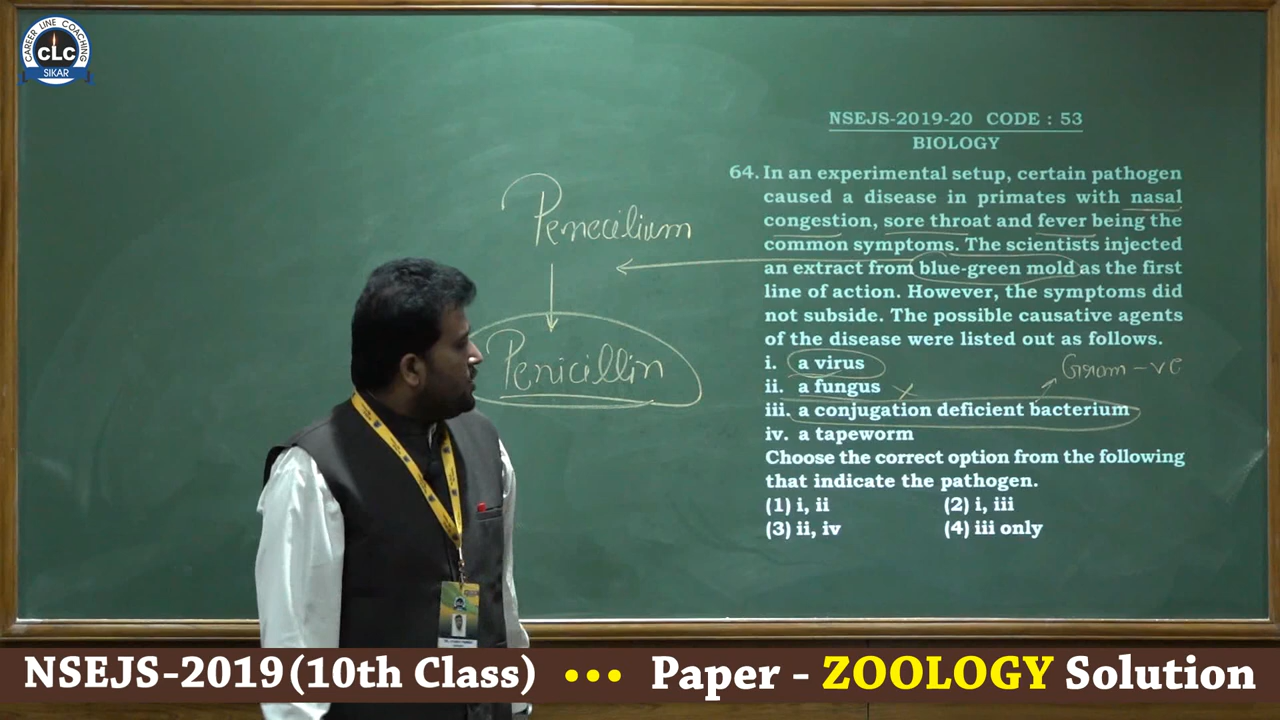 CAREER LINE COACHING
CLC
SIKAR
NSEJS-2019-20 CODE : 53
BIOLOGY
64. In an experimental setup, certain pathogen
caused a disease in primates with nasal
congestion, sore throat and fever being the
common symptoms. The scientists injected
an extract from blue-green mold as the first
line of action. However, the symptoms did
not subside. The possible causative agents
of the disease were listed out as follows.
i. a virus
ii. a fungus
iii. a conjugation deficient bacterium
iv. a tapeworm
Choose the correct option from the following
that indicate the pathogen.
(1) i, ii (2) i, iii
(3) ii, iv (4) iii only
Penecilium
Penicillin
Gram -ve
NSEJS-2019(10th Class) ••• Paper - ZOOLOGY Solution